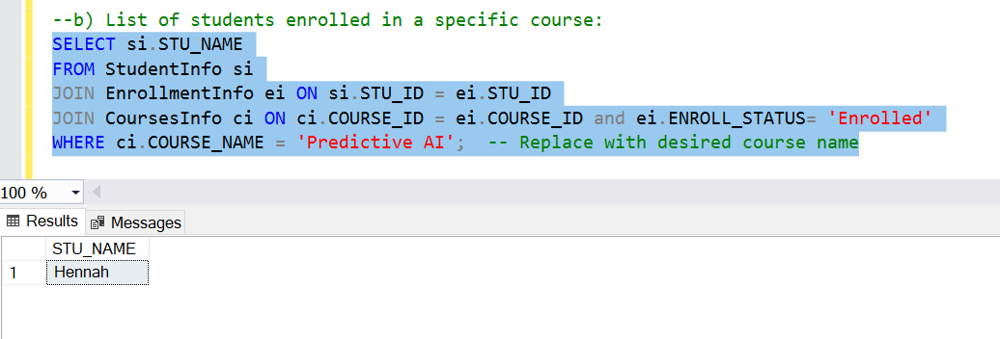 --b) List of students enrolled in a specific course:
SELECT si.STU_NAME
FROM StudentInfo si
JOIN EnrollmentInfo ei ON si.STU_ID = ei.STU_ID
JOIN CoursesInfo ci ON ci.COURSE_ID = ei.COURSE_ID and ei.ENROLL_STATUS= 'Enrolled'
WHERE ci.COURSE_NAME = 'Predictive AI';  -- Replace with desired course name
100 %
Results Messages
STU_NAME
1 Hennah